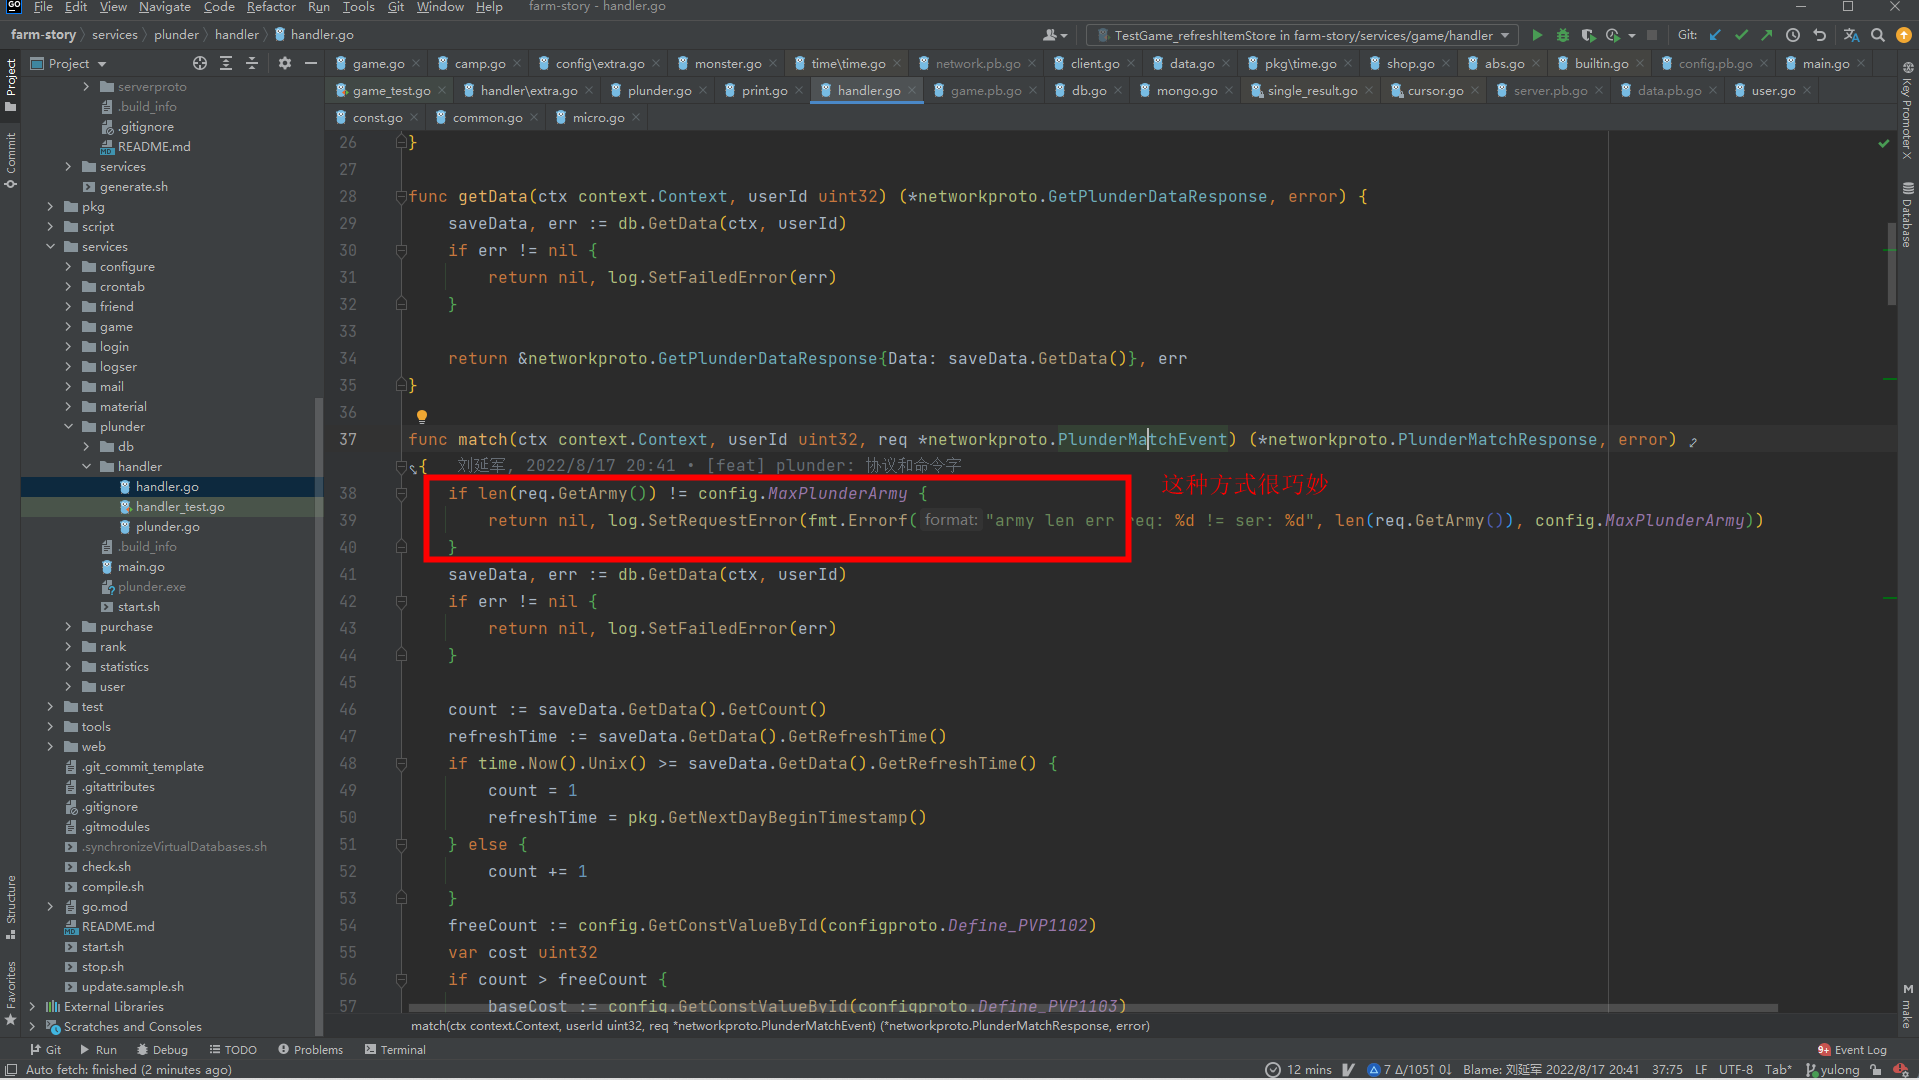 GO File Edit View Navigate Code Refactor Run Tools Git Window Help farm-story - handler.go
farm-story services plunder handler handler.go
TestGame_refreshItemStore in farm-story/services/game/handler
Git:
Project
game.go camp.go config\extra.go monster.go time\time.go network.pb.go client.go data.go pkg\time.go shop.go abs.go builtin.go config.pb.go main.go
game_test.go handler\extra.go plunder.go print.go handler.go game.pb.go db.go mongo.go single_result.go cursor.go server.pb.go data.pb.go user.go
const.go common.go micro.go
Project
Commit
Structure
Favorites
serverproto
.build_info
.gitignore
README.md
services
generate.sh
pkg
script
services
configure
crontab
friend
game
login
logser
mail
material
plunder
db
handler
handler.go
handler_test.go
plunder.go
.build_info
main.go
plunder.exe
start.sh
purchase
rank
statistics
user
test
tools
web
.git_commit_template
.gitattributes
.gitignore
.gitmodules
.synchronizeVirtualDatabases.sh
check.sh
compile.sh
go.mod
README.md
start.sh
stop.sh
update.sample.sh
External Libraries
Scratches and Consoles
26 }
27
28 func getData(ctx context.Context, userId uint32) (*networkproto.GetPlunderDataResponse, error) {
29 saveData, err := db.GetData(ctx, userId)
30 if err != nil {
31 return nil, log.SetFailedError(err)
32 }
33
34 return &networkproto.GetPlunderDataResponse{Data: saveData.GetData()}, err
35 }
36
37 func match(ctx context.Context, userId uint32, req *networkproto.PlunderMatchEvent) (*networkproto.PlunderMatchResponse, error)
{ 刘延军, 2022/8/17 20:41 • [feat] plunder: 协议和命令字
这种方式很巧妙
38 if len(req.GetArmy()) != config.MaxPlunderArmy {
39 return nil, log.SetRequestError(fmt.Errorf( format: "army len err req: %d != ser: %d", len(req.GetArmy()), config.MaxPlunderArmy))
40 }
41 saveData, err := db.GetData(ctx, userId)
42 if err != nil {
43 return nil, log.SetFailedError(err)
44 }
45
46 count := saveData.GetData().GetCount()
47 refreshTime := saveData.GetData().GetRefreshTime()
48 if time.Now().Unix() >= saveData.GetData().GetRefreshTime() {
49 count = 1
50 refreshTime = pkg.GetNextDayBeginTimestamp()
51 } else {
52 count += 1
53 }
54 freeCount := config.GetConstValueById(configproto.Define_PVP1102)
55 var cost uint32
56 if count > freeCount {
57 baseCost := config.GetConstValueById(configproto.Define_PVP1103)
match(ctx context.Context, userId uint32, req *networkproto.PlunderMatchEvent) (*networkproto.PlunderMatchResponse, error)
Key Promoter X
Database
make
Git Run Debug TODO Problems Terminal
9+ Event Log
Auto fetch: finished (2 minutes ago)
12 mins 7 ∆/105↑ 0↓ Blame: 刘延军 2022/8/17 20:41 37:75 LF UTF-8 Tab* yulong